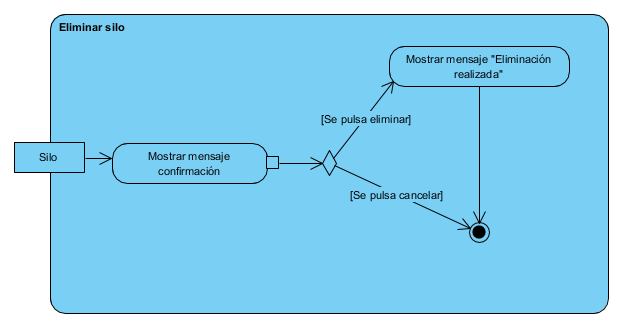 Eliminar silo
Mostrar mensaje "Eliminación
realizada"
[Se pulsa eliminar]
Silo
Mostrar mensaje
confirmación
[Se pulsa cancelar]